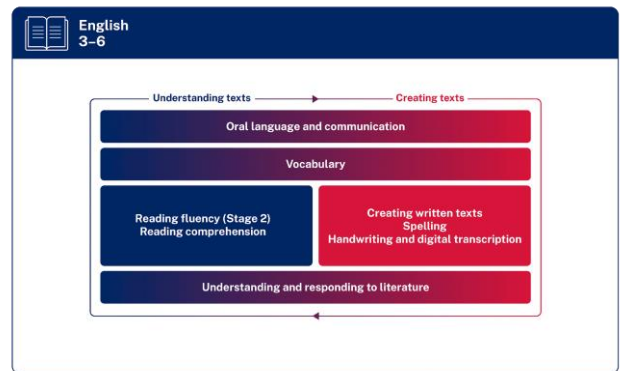 English
3–6
Understanding texts
Creating texts
Oral language and communication
Vocabulary
Reading fluency (Stage 2)
Reading comprehension
Creating written texts
Spelling
Handwriting and digital transcription
Understanding and responding to literature